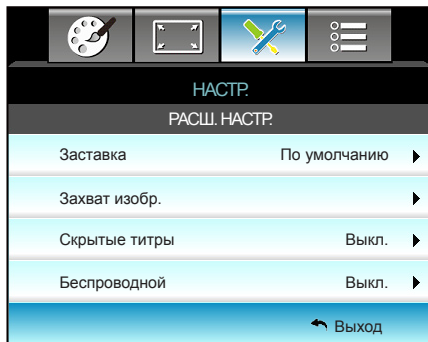 НАСТР.
РАСШ. НАСТР.
Заставка По умолчанию
Захват изобр.
Скрытые титры Выкл.
Беспроводной Выкл.
Выход